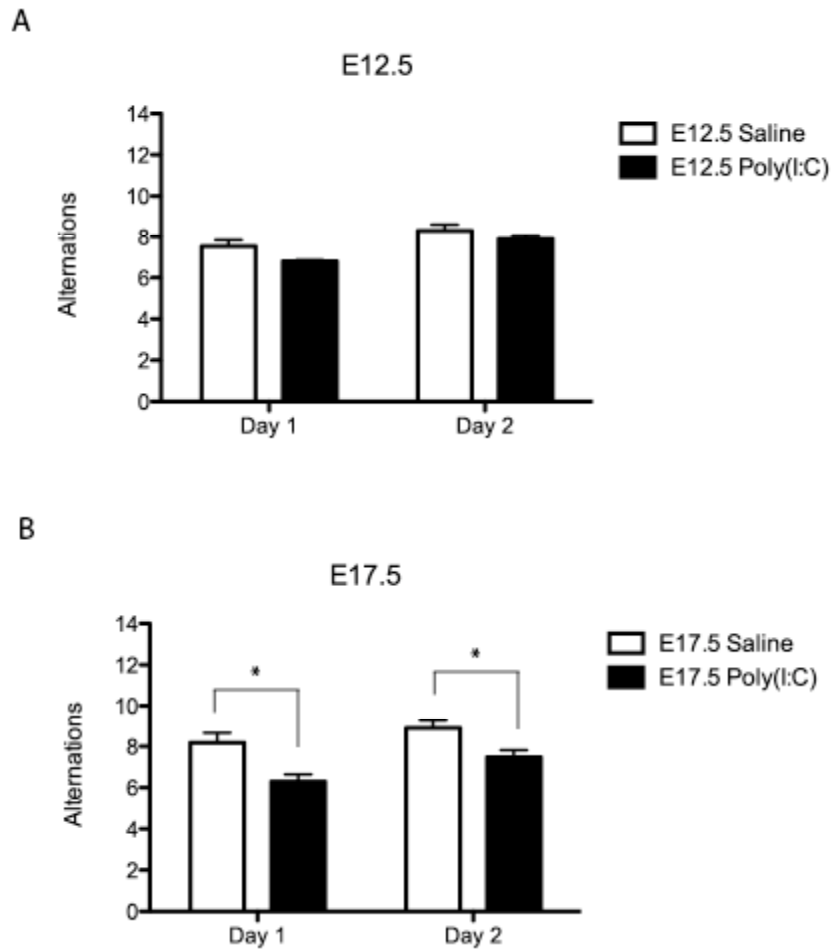 A
E12.5
14
12
10
8
6
4
2
0
Alternations
Day 1
Day 2
E12.5 Saline
E12.5 Poly(I:C)
B
E17.5
14
12
10
8
6
4
2
0
Alternations
*
*
Day 1
Day 2
E17.5 Saline
E17.5 Poly(I:C)